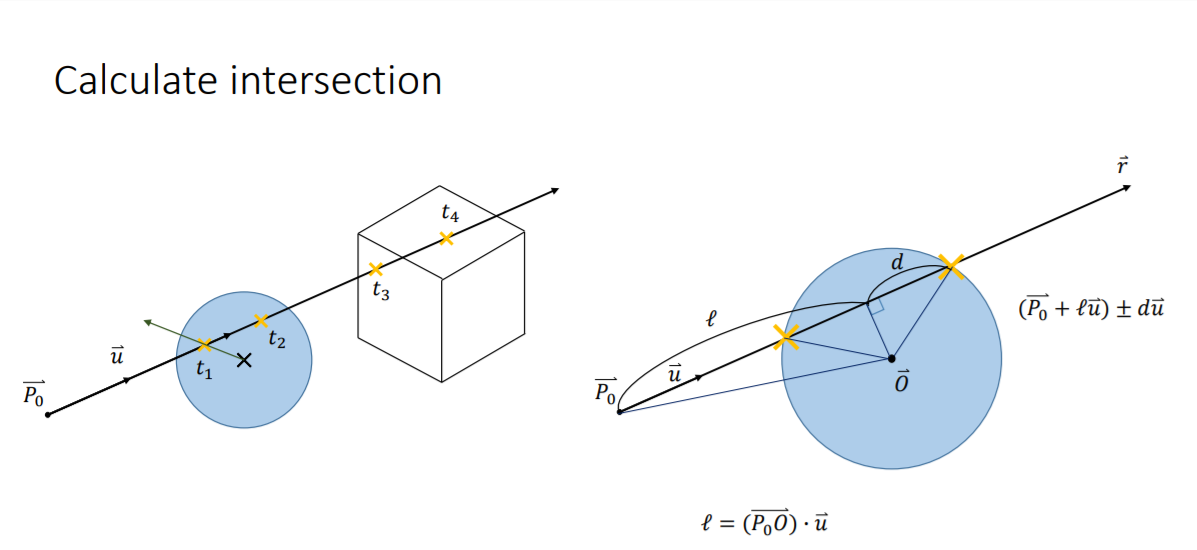 Calculate intersection
t₄
t₃
u⃗
t₂
t₁
P₀⃗
r⃗
d
(P₀⃗ + ℓu⃗) ± du⃗
ℓ
u⃗
P₀⃗
O⃗
ℓ = (P₀O⃗) · u⃗